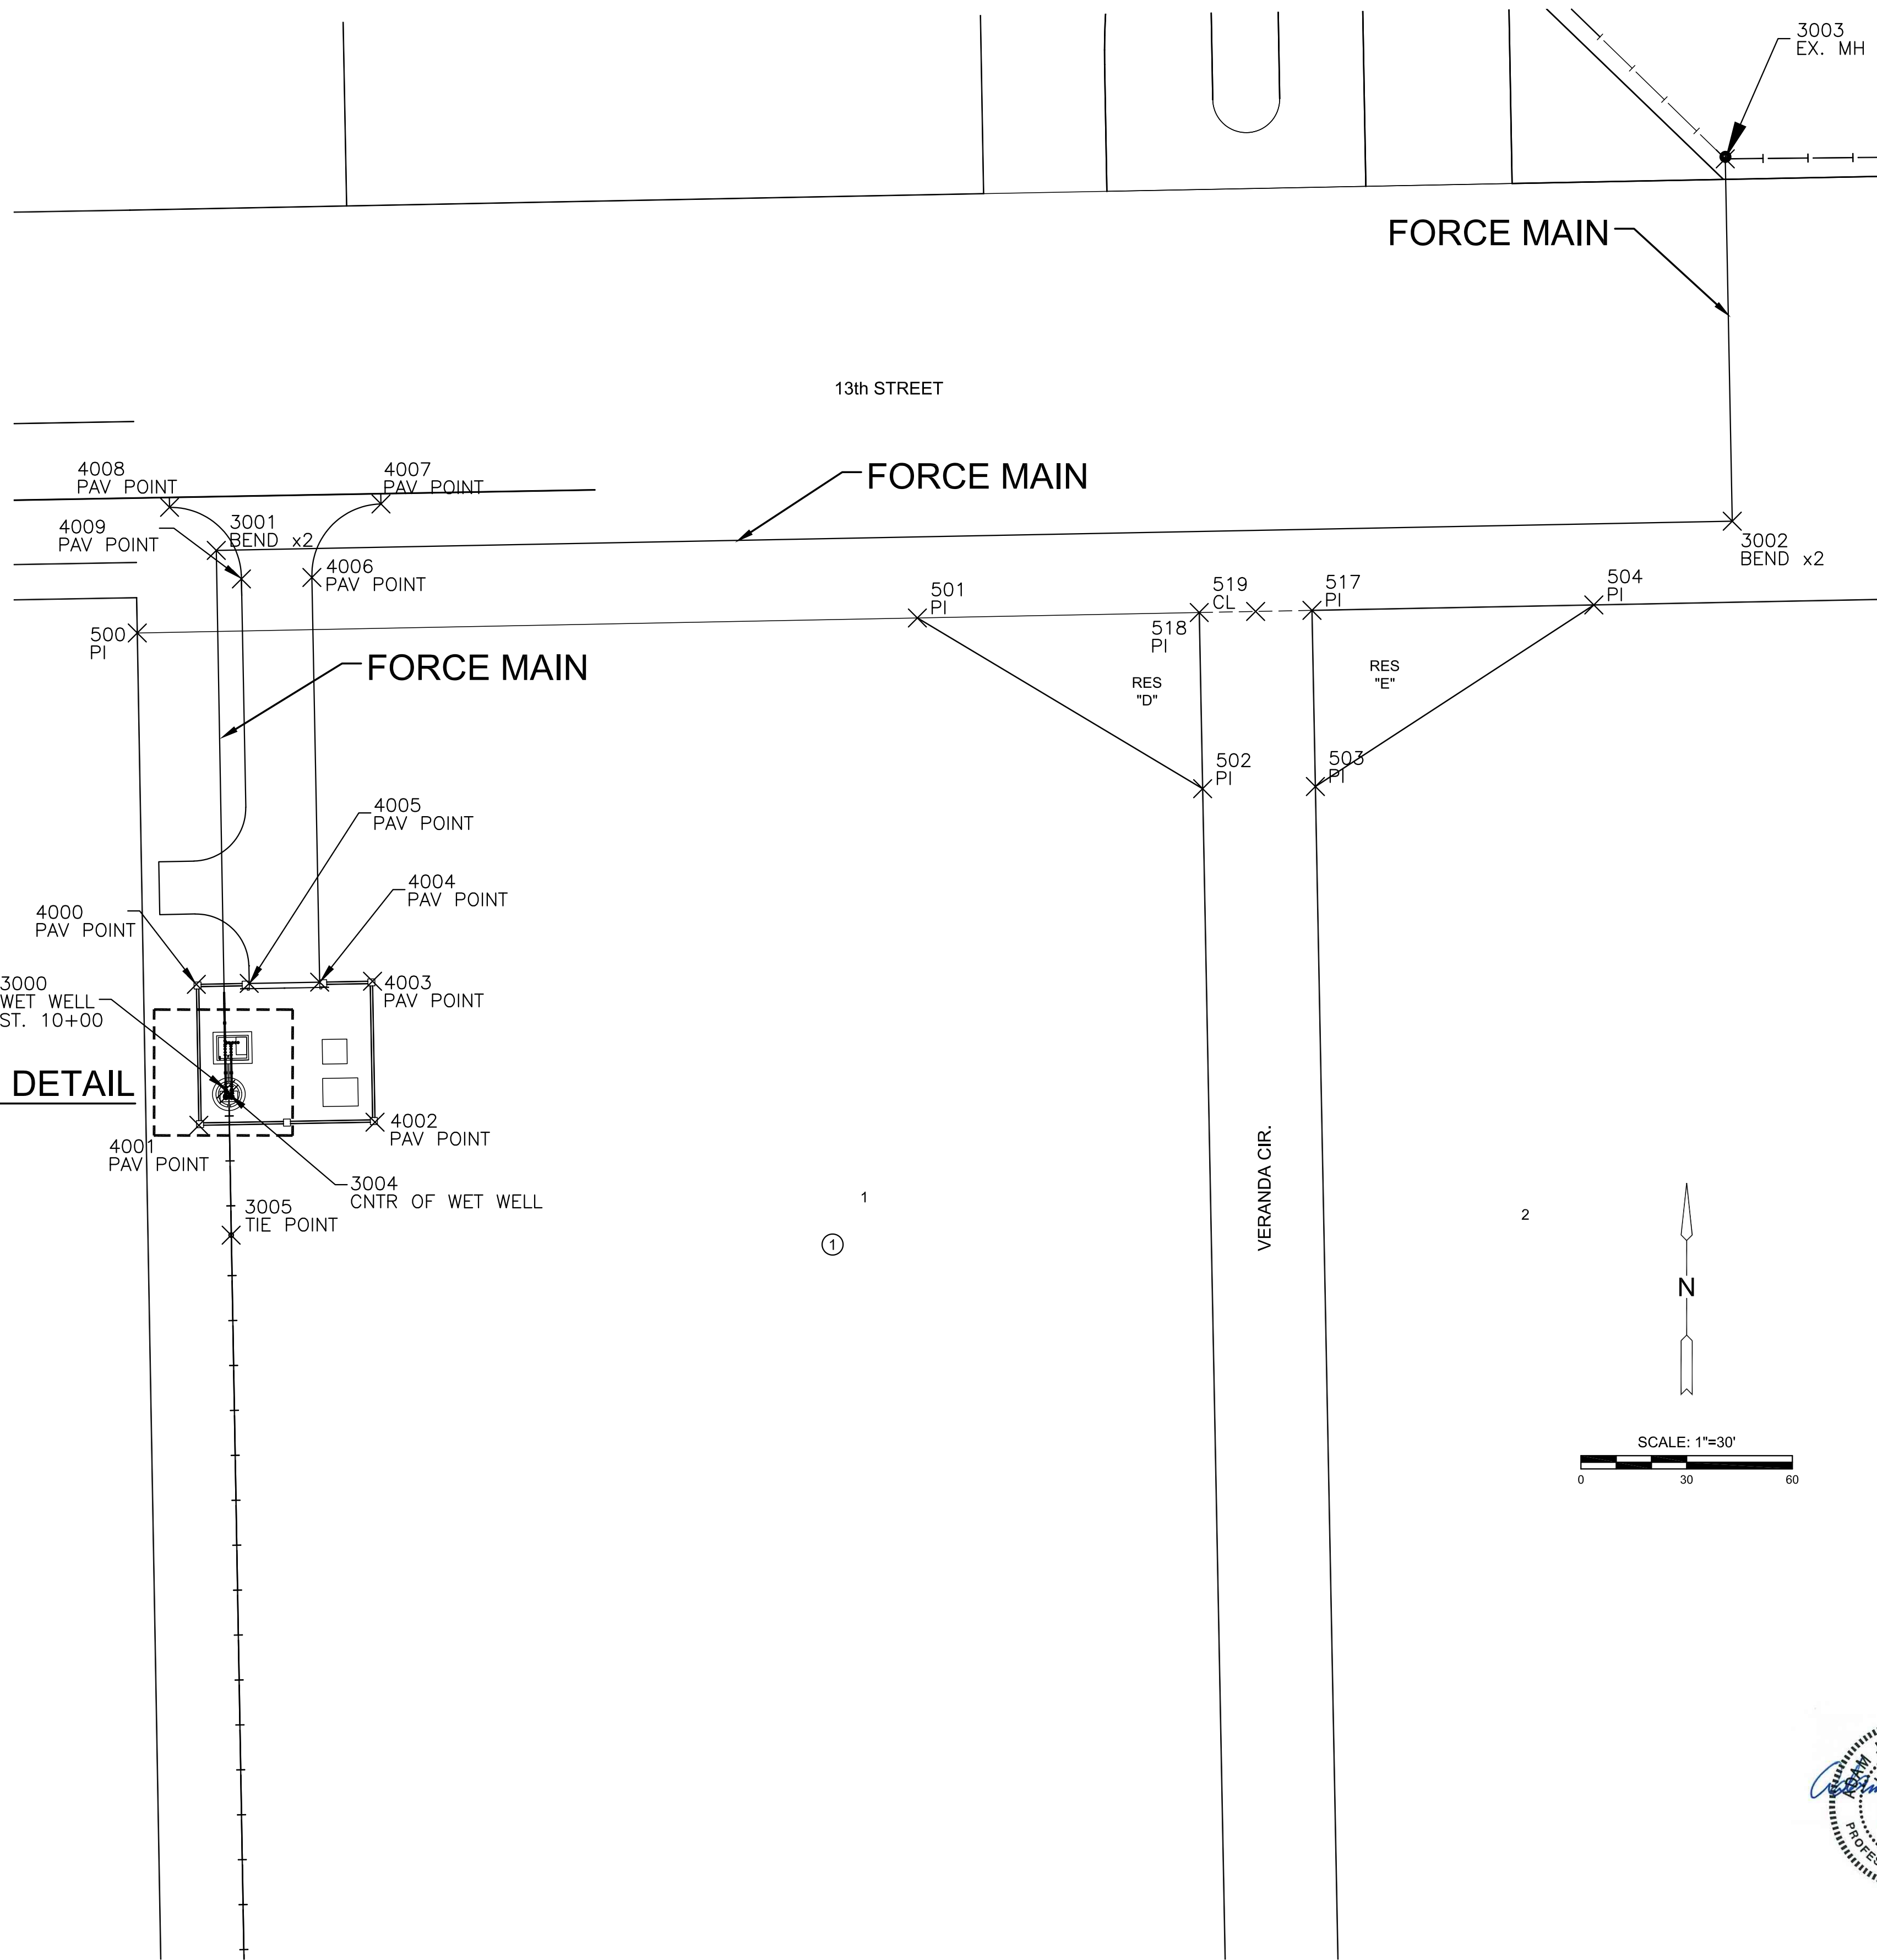 3003
EX. MH
FORCE MAIN
13th STREET
4008
PAV POINT
4007
PAV POINT
FORCE MAIN
4009
PAV POINT
3001
BEND x2
3002
BEND x2
4006
PAV POINT
501
PI
519
CL
517
PI
504
PI
500
PI
518
PI
FORCE MAIN
RES
"D"
RES
"E"
502
PI
503
PI
4005
PAV POINT
4004
PAV POINT
4000
PAV POINT
3000
WET WELL
ST. 10+00
4003
PAV POINT
DETAIL
4002
PAV POINT
4001
PAV POINT
3004
CNTR OF WET WELL
3005
TIE POINT
VERANDA CIR.
1
1
2
N
SCALE: 1"=30'
0 30 60
ADAM
PROFES